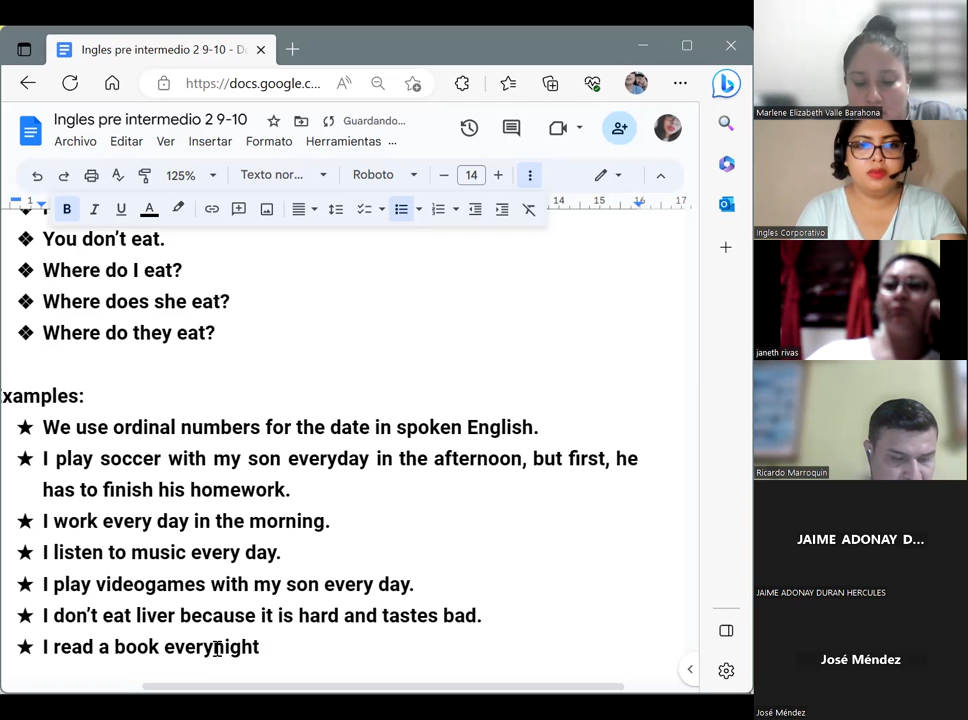 Ingles pre intermedio 2 9-10 - D
https://docs.google.c...
Ingles pre intermedio 2 9-10
Guardando...
Archivo Editar Ver Insertar Formato Herramientas ...
125% Texto nor... Roboto 14
B I U A
1 14 15 16 17
❖ You don't eat.
❖ Where do I eat?
❖ Where does she eat?
❖ Where do they eat?
xamples:
★ We use ordinal numbers for the date in spoken English.
★ I play soccer with my son everyday in the afternoon, but first, he
has to finish his homework.
★ I work every day in the morning.
★ I listen to music every day.
★ I play videogames with my son every day.
★ I don't eat liver because it is hard and tastes bad.
★ I read a book everynight
Marlene Elizabeth Valle Barahona
Ingles Corporativo
janeth rivas
Ricardo Marroquin
JAIME ADONAY D...
JAIME ADONAY DURAN HERCULES
José Méndez
José Méndez